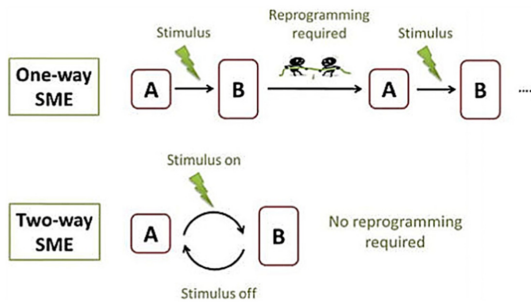 Stimulus
Reprogramming
required
Stimulus
One-way
SME
A
B
A
B
....
Stimulus on
Two-way
SME
A
B
No reprogramming
required
Stimulus off